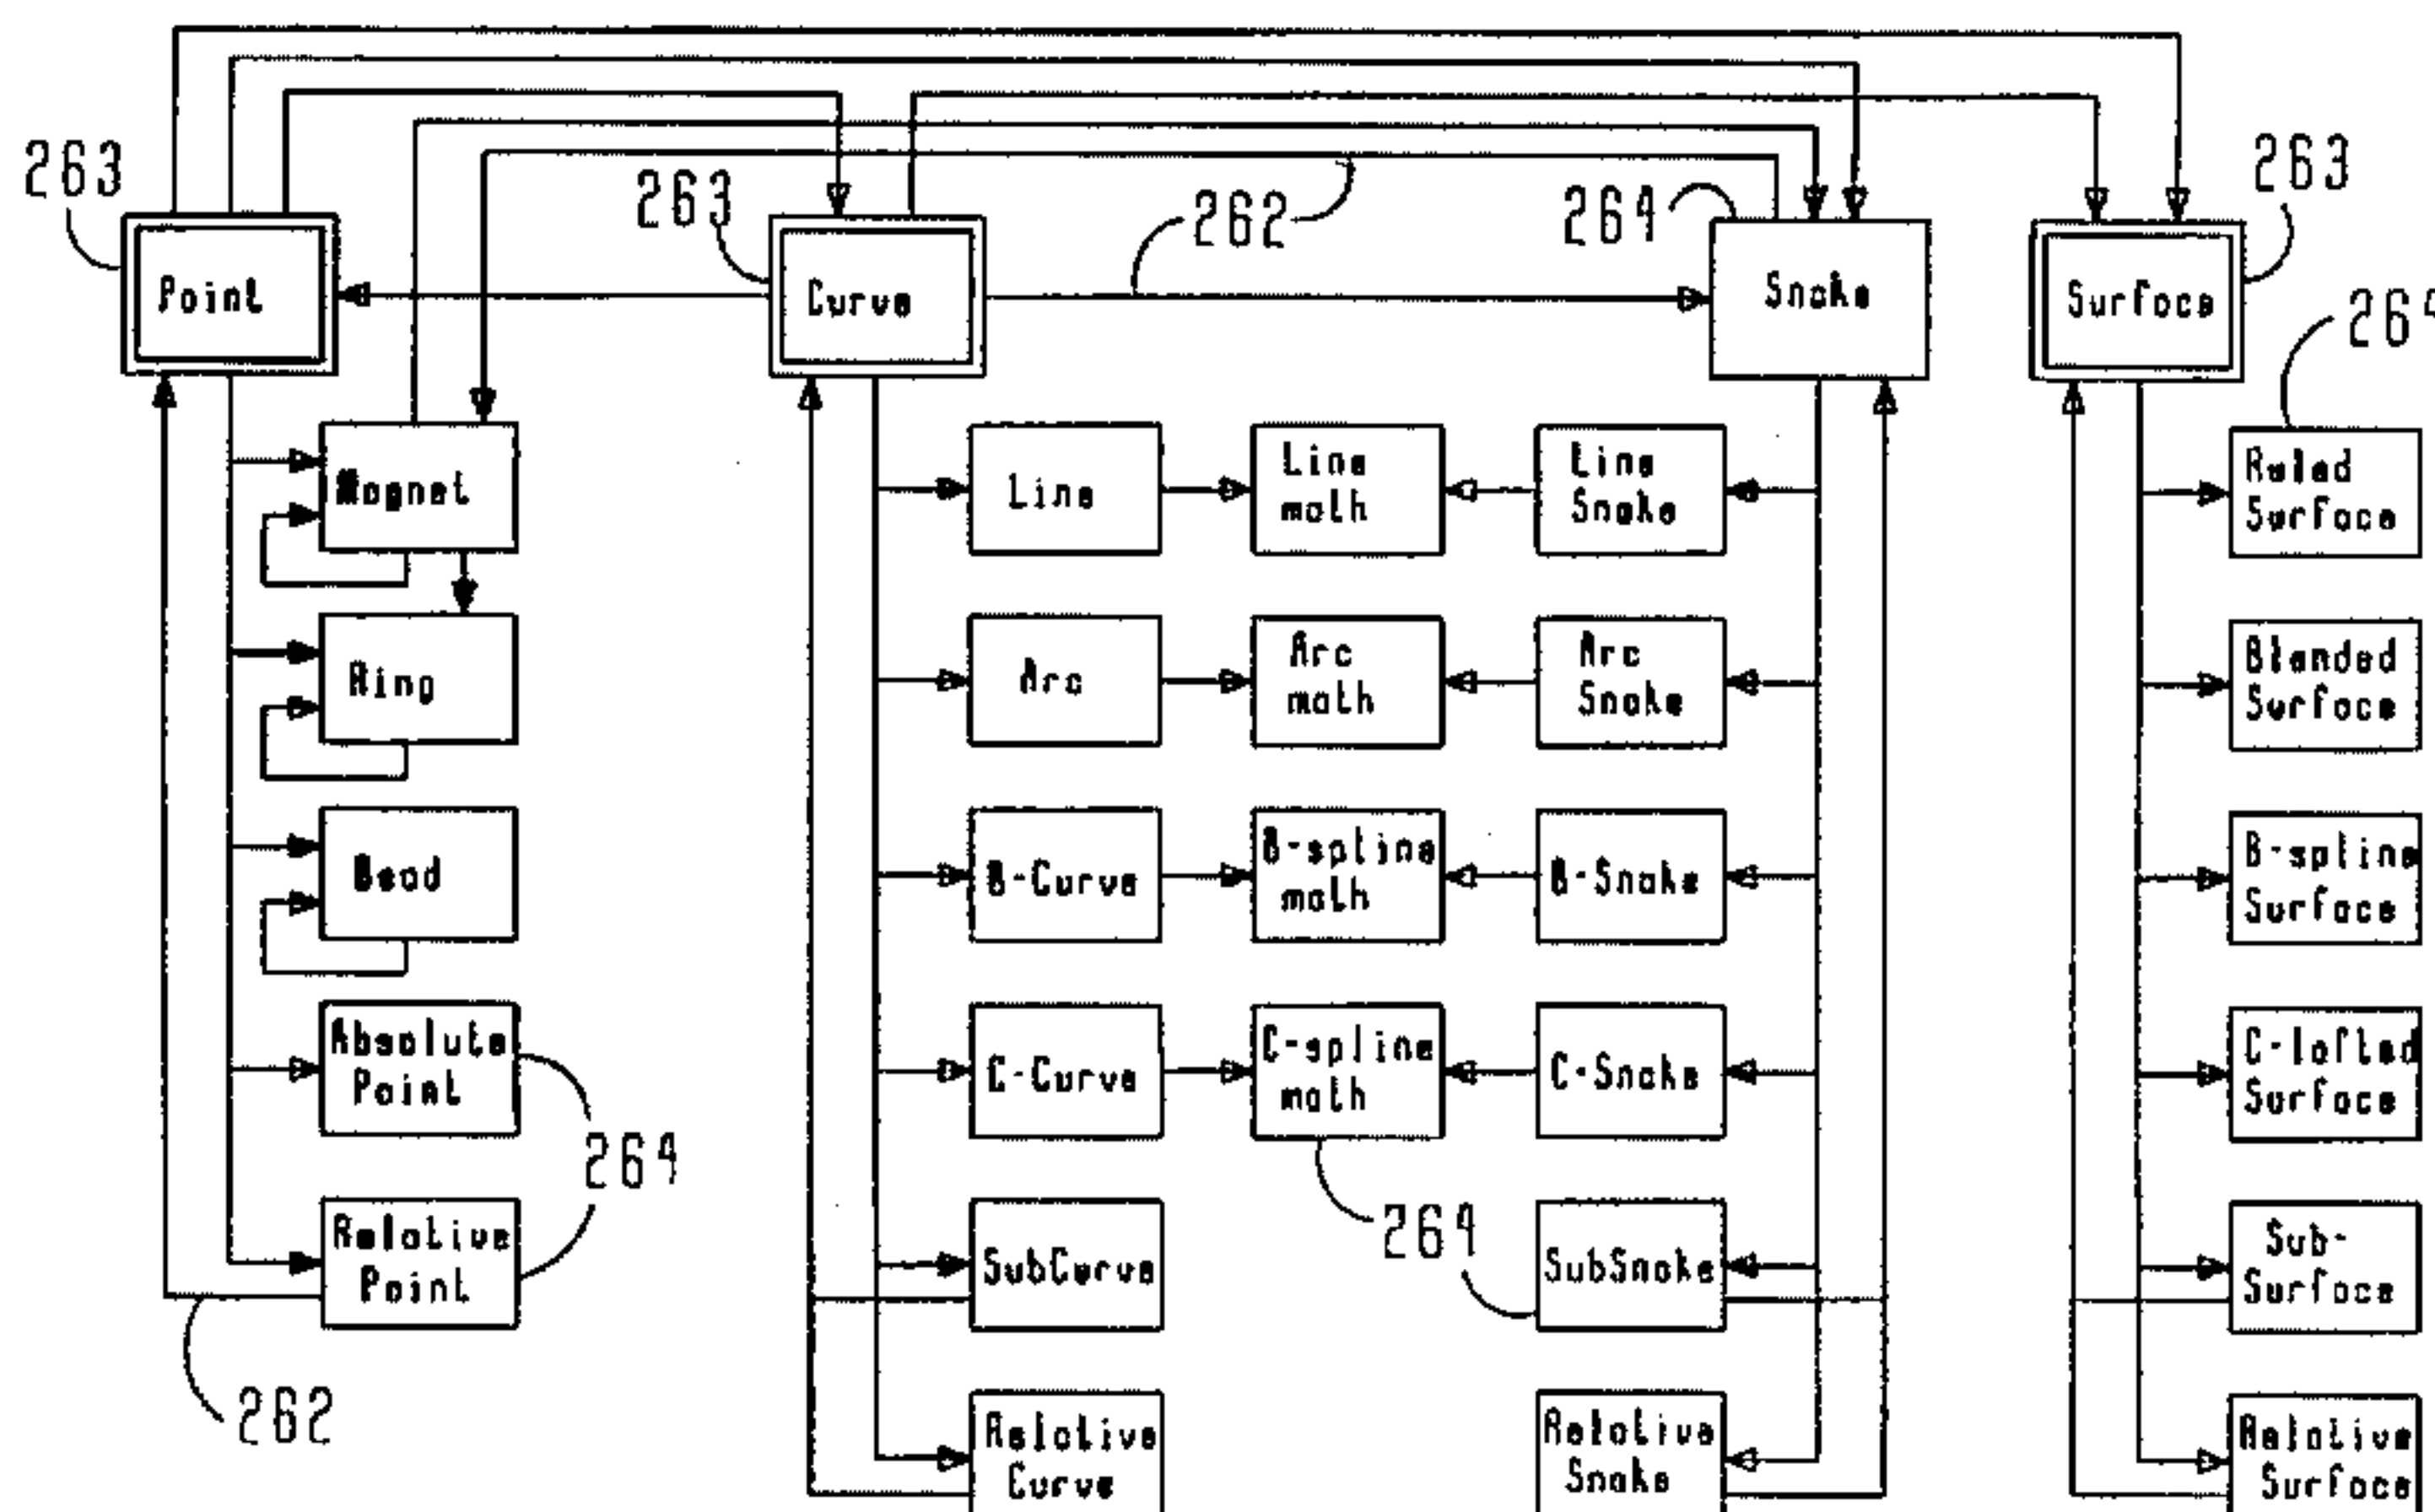 263
263
262
264
263
Point
Curve
Snake
Surface
264
Magnet
Line
Line
math
Line
Snake
Ruled
Surface
Ring
Arc
Arc
math
Arc
Snake
Blended
Surface
Bead
B-Curve
B-spline
math
B-Snake
B-spline
Surface
Absolute
Point
C-Curve
C-spline
math
C-Snake
C-lofted
Surface
264
Relative
Point
SubCurve
264
SubSnake
Sub-
Surface
262
Relative
Curve
Relative
Snake
Relative
Surface